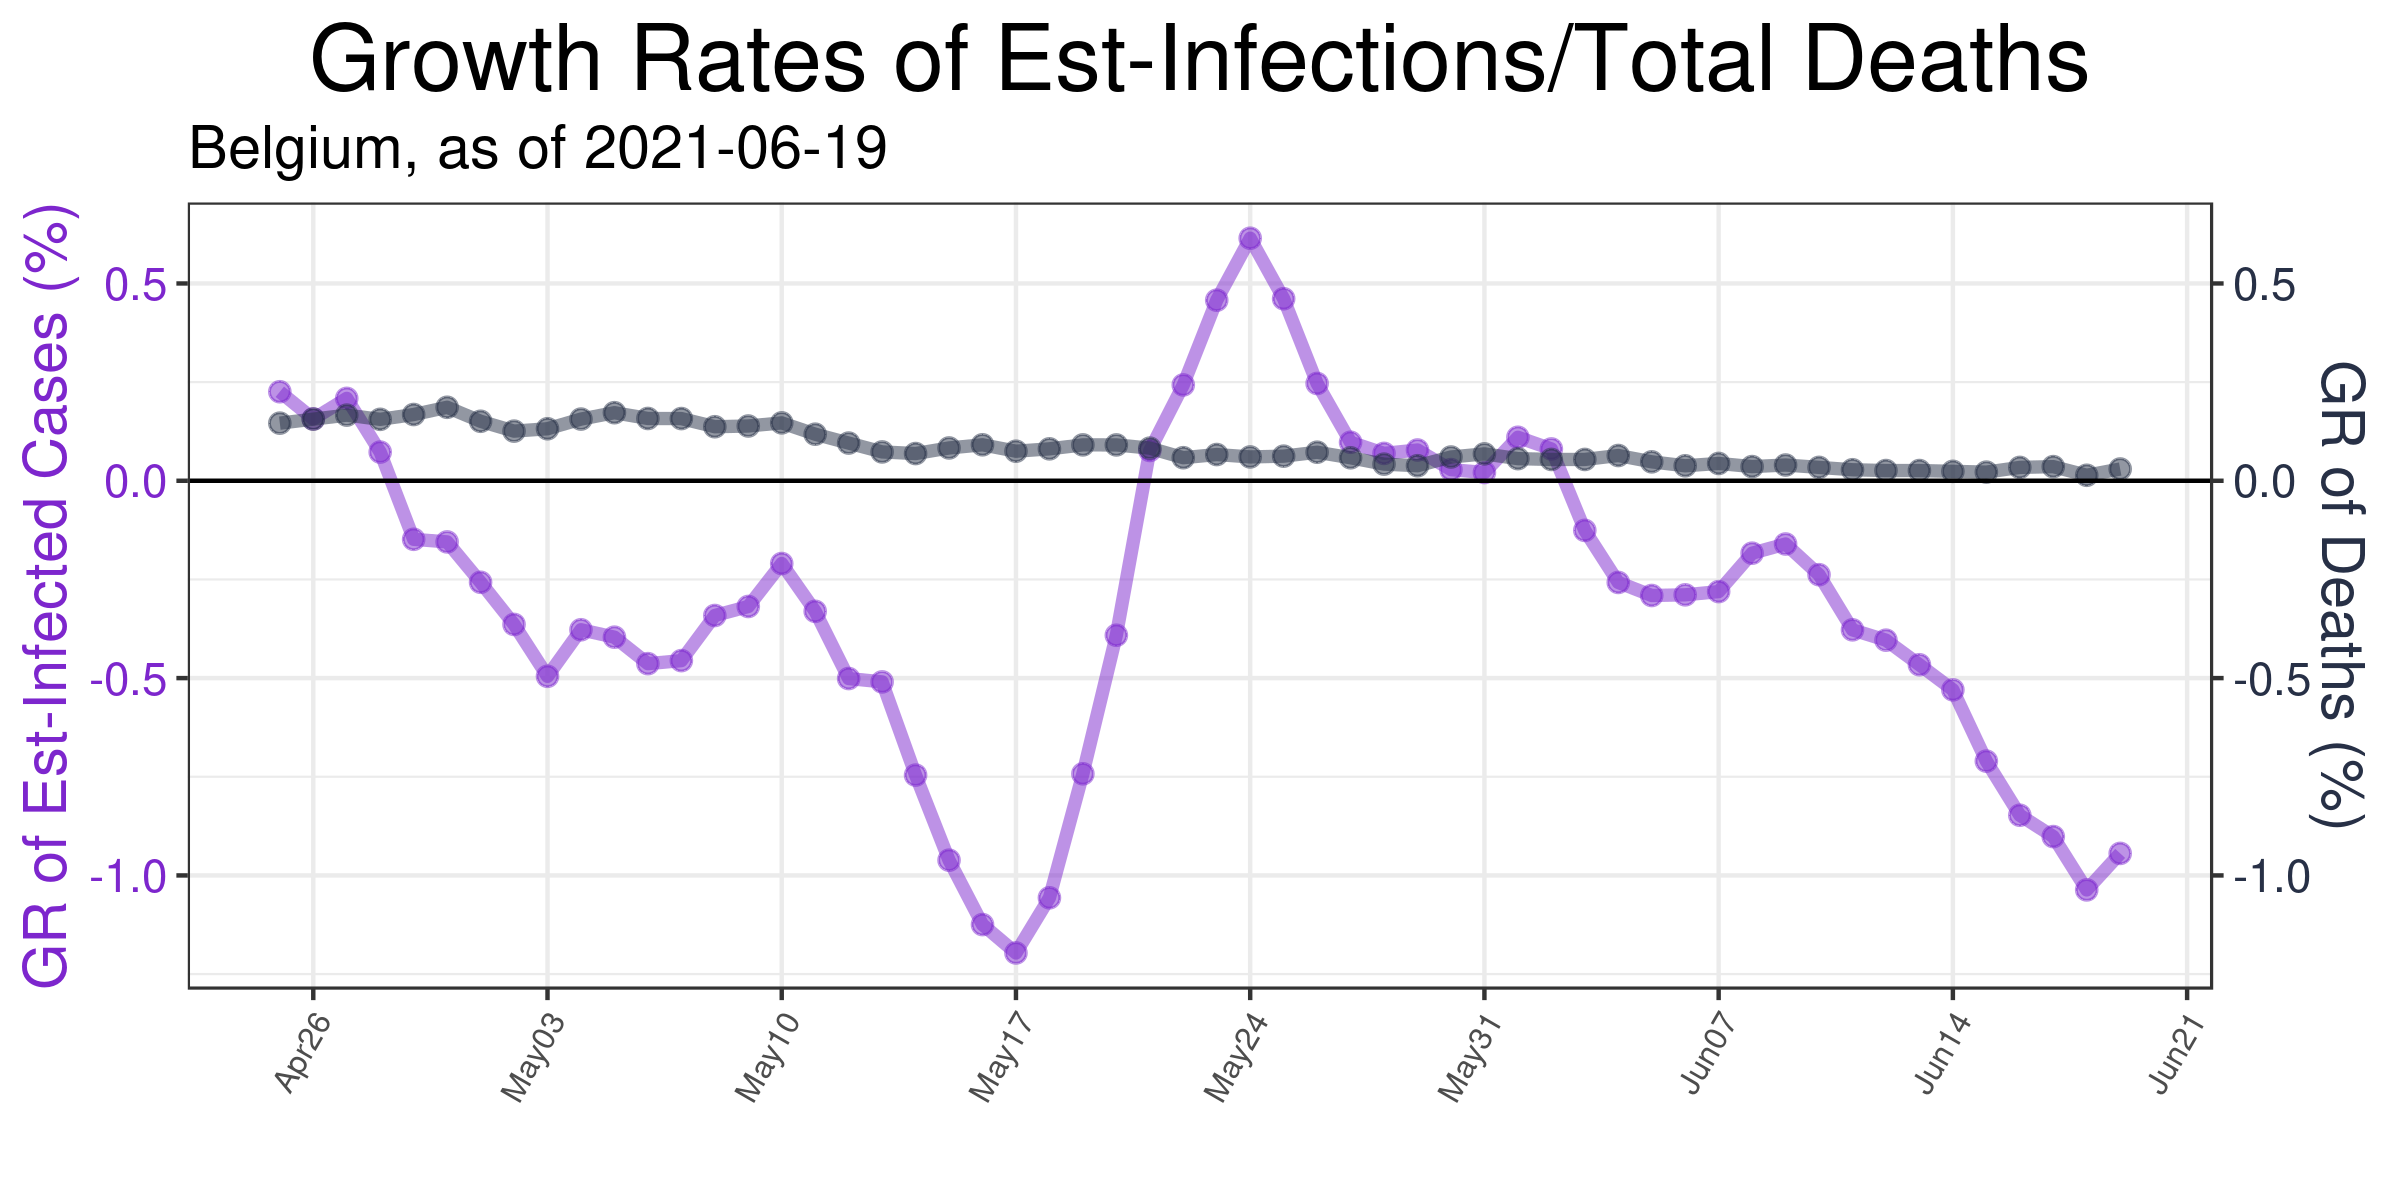 Growth Rates of Est-Infections/Total Deaths
Belgium, as of 2021-06-19
GR of Est-Infected Cases (%)
0.5
0.0
-0.5
-1.0
0.5
0.0
-0.5
-1.0
GR of Deaths (%)
Apr26
May03
May10
May17
May24
May31
Jun07
Jun14
Jun21